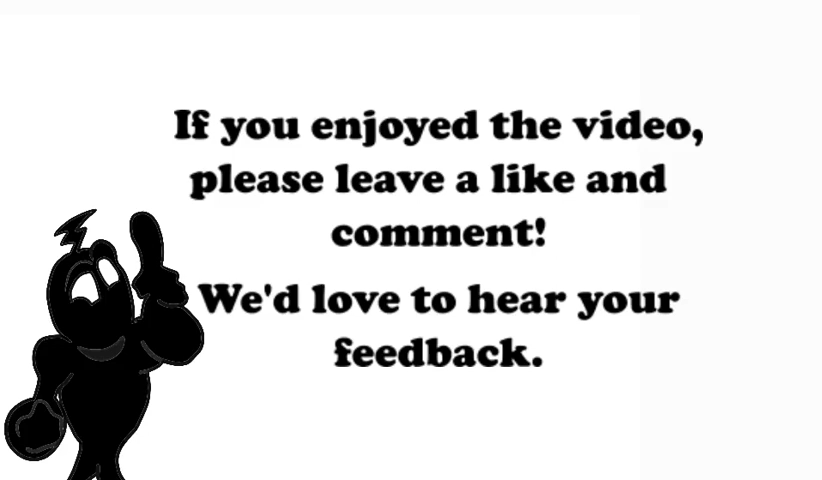 If you enjoyed the video,
please leave a like and
comment!
We'd love to hear your
feedback.